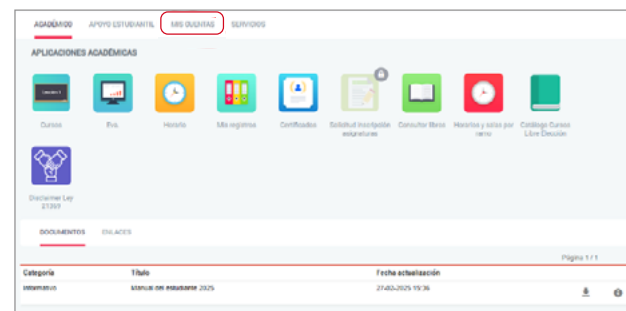 ACADÉMICO APOYO ESTUDIANTIL MIS CUENTAS SERVICIOS
APLICACIONES ACADÉMICAS
Cursos Eva. Horario Mis registros Certificados Solicitud inscripción Consultar libros Horarios y salas por Catálogo Cursos
asignaturas ramo Libre Elección
Disclaimer Ley
21369
DOCUMENTOS ENLACES
Página 1 / 1
Categoría Título Fecha actualización
Informativo Manual del estudiante 2025 27-02-2025 15:36